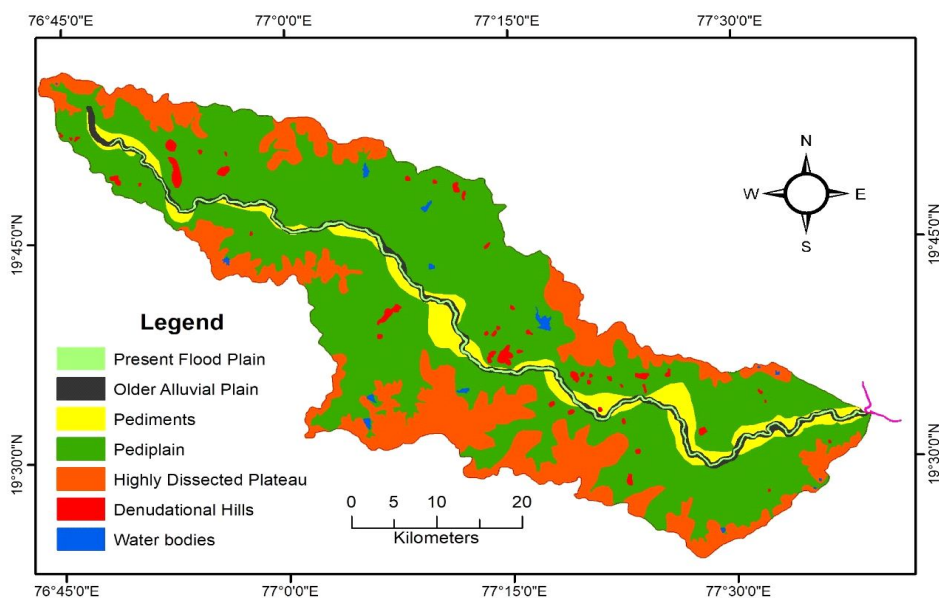 76°45'0"E 77°0'0"E 77°15'0"E 77°30'0"E
N
W E
S
19°45'0"N 19°45'0"N
Legend
Present Flood Plain
Older Alluvial Plain
Pediments
Pediplain
Highly Dissected Plateau
Denudational Hills
Water bodies
19°30'0"N 19°30'0"N
0 5 10 20
Kilometers
76°45'0"E 77°0'0"E 77°15'0"E 77°30'0"E